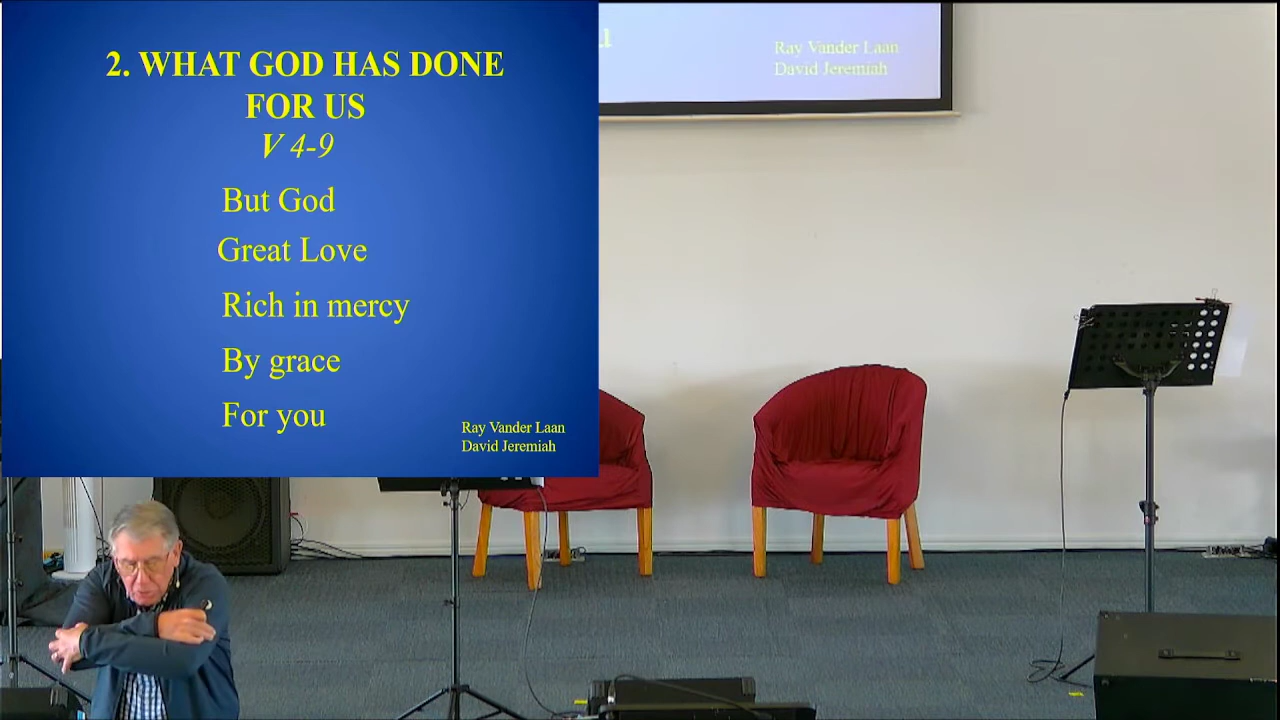 2. WHAT GOD HAS DONE
FOR US
V 4-9
But God
Great Love
Rich in mercy
By grace
For you
Ray Vander Laan
David Jeremiah
Ray Vander Laan
David Jeremiah